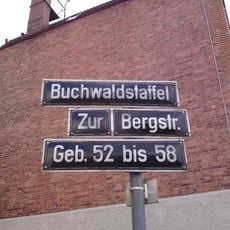 Buchwaldstaffel
Zur Bergstr.
Geb. 52 bis 58